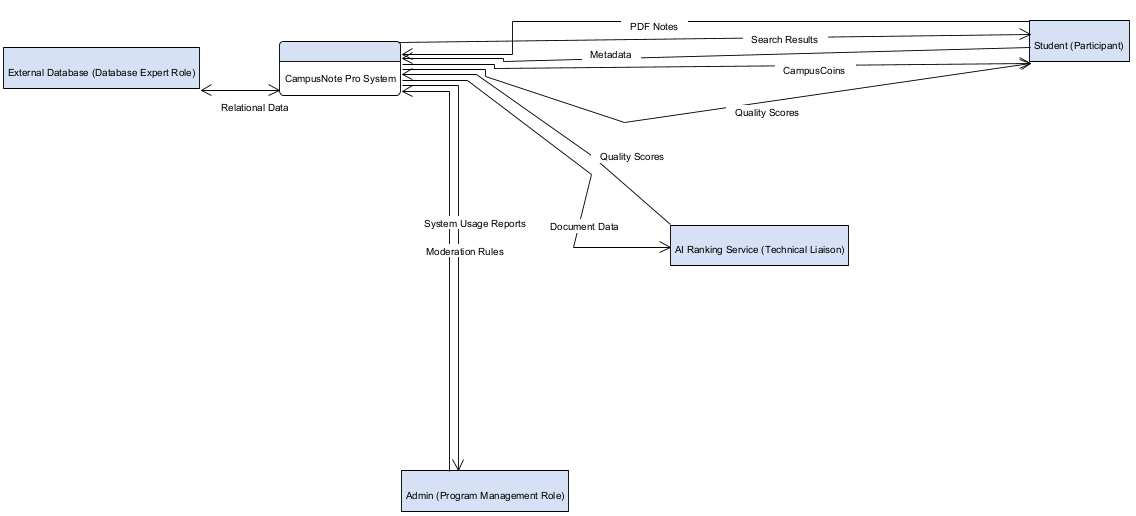 PDF Notes
Search Results
Student (Participant)
Metadata
External Database (Database Expert Role)
CampusNote Pro System
CampusCoins
Relational Data
Quality Scores
Quality Scores
System Usage Reports
Document Data
Moderation Rules
AI Ranking Service (Technical Liaison)
Admin (Program Management Role)